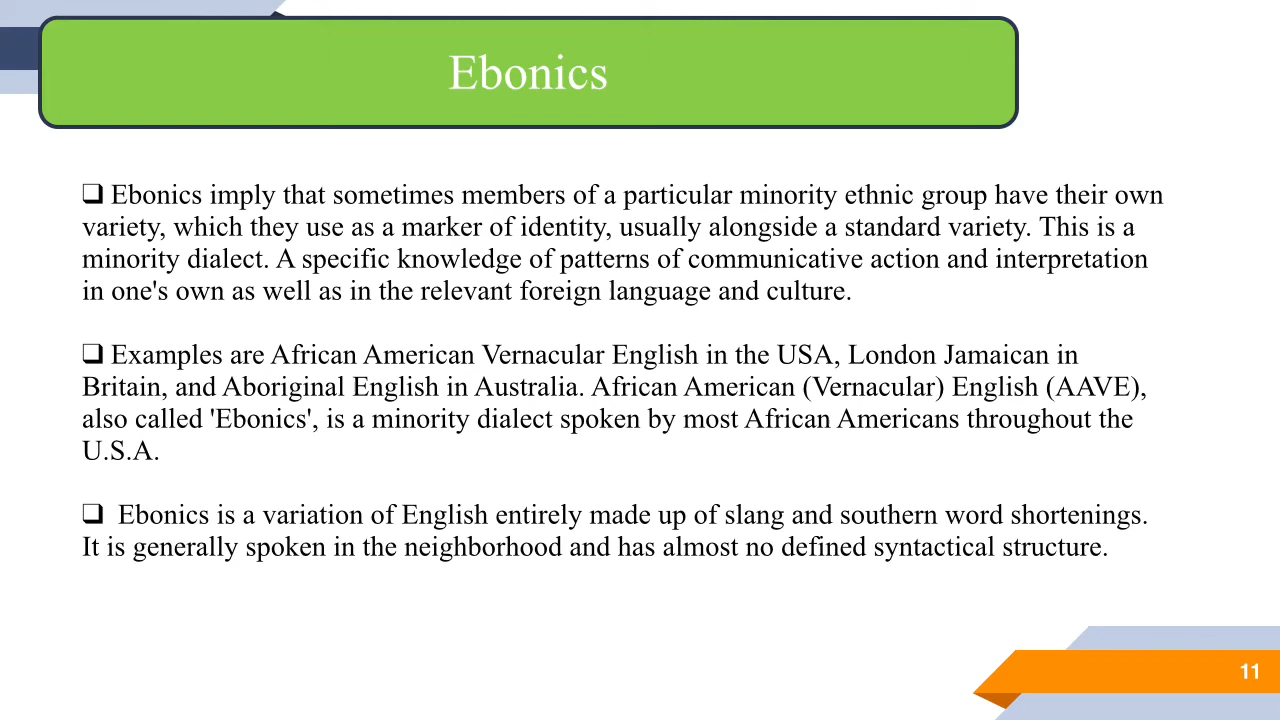 Ebonics
❑ Ebonics imply that sometimes members of a particular minority ethnic group have their own
variety, which they use as a marker of identity, usually alongside a standard variety. This is a
minority dialect. A specific knowledge of patterns of communicative action and interpretation
in one's own as well as in the relevant foreign language and culture.
❑ Examples are African American Vernacular English in the USA, London Jamaican in
Britain, and Aboriginal English in Australia. African American (Vernacular) English (AAVE),
also called 'Ebonics', is a minority dialect spoken by most African Americans throughout the
U.S.A.
❑ Ebonics is a variation of English entirely made up of slang and southern word shortenings.
It is generally spoken in the neighborhood and has almost no defined syntactical structure.
11